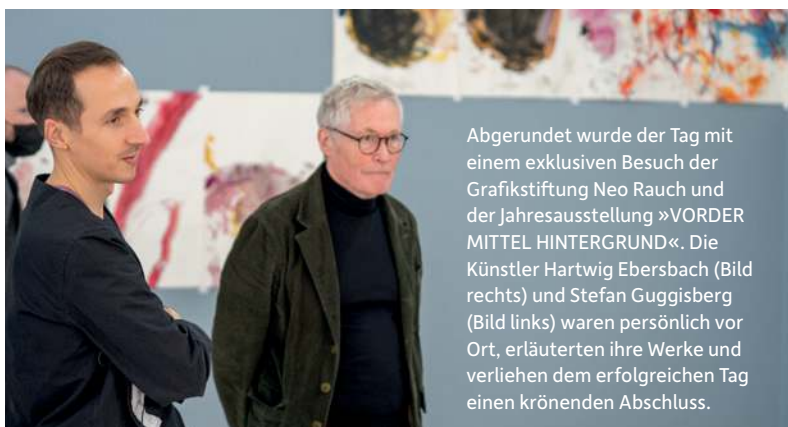 Abgerundet wurde der Tag mit
einem exklusiven Besuch der
Grafikstiftung Neo Rauch und
der Jahresausstellung »VORDER
MITTEL HINTERGRUND«. Die
Künstler Hartwig Ebersbach (Bild
rechts) und Stefan Guggisberg
(Bild links) waren persönlich vor
Ort, erläuterten ihre Werke und
verliehen dem erfolgreichen Tag
einen krönenden Abschluss.